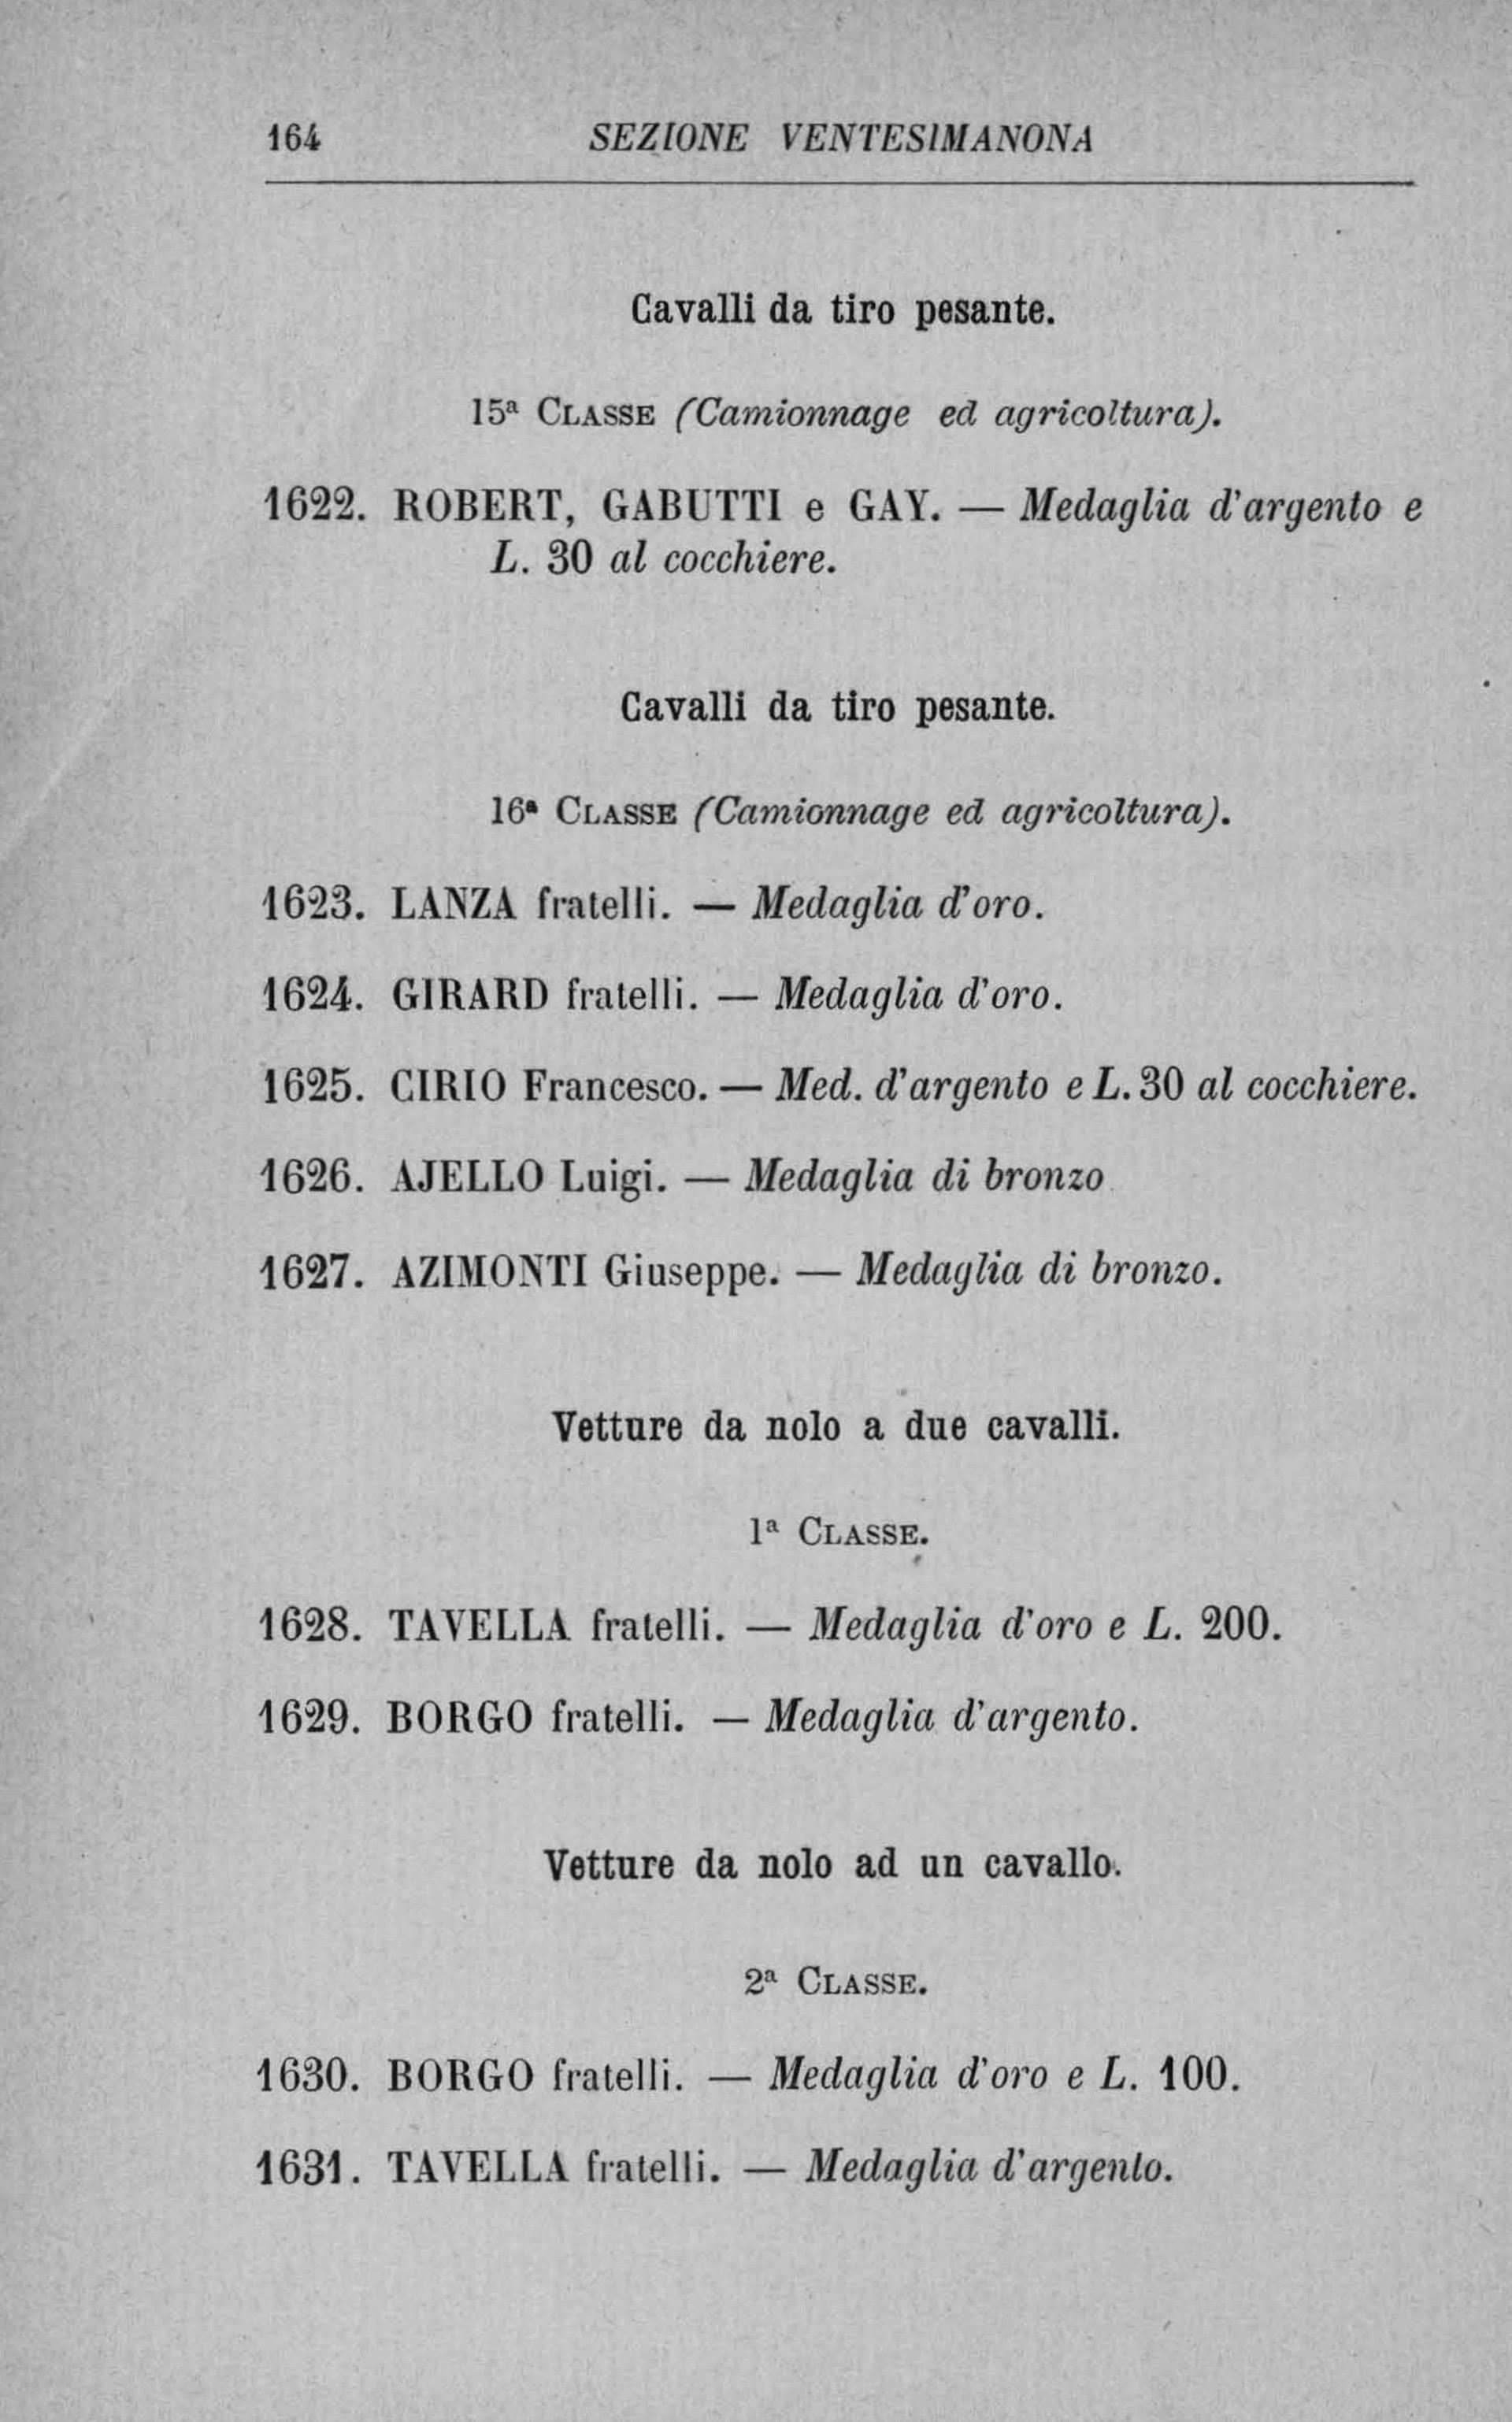 164 SEZIONE VENTESIMANONA
Cavalli da tiro pesante.
15ª CLASSE (Camionnage ed agricoltura).
1622. ROBERT, GABUTTI e GAY. — Medaglia d'argento e
L. 30 al cocchiere.
Cavalli da tiro pesante.
16ª CLASSE (Camionnage ed agricoltura).
1623. LANZA fratelli. — Medaglia d'oro.
1624. GIRARD fratelli. — Medaglia d'oro.
1625. CIRIO Francesco. — Med. d'argento e L. 30 al cocchiere.
1626. AJELLO Luigi. — Medaglia di bronzo
1627. AZIMONTI Giuseppe. — Medaglia di bronzo.
Vetture da nolo a due cavalli.
1ª CLASSE.
1628. TAVELLA fratelli. — Medaglia d'oro e L. 200.
1629. BORGO fratelli. — Medaglia d'argento.
Vetture da nolo ad un cavallo.
2ª CLASSE.
1630. BORGO fratelli. — Medaglia d'oro e L. 100.
1631. TAVELLA fratelli. — Medaglia d'argento.